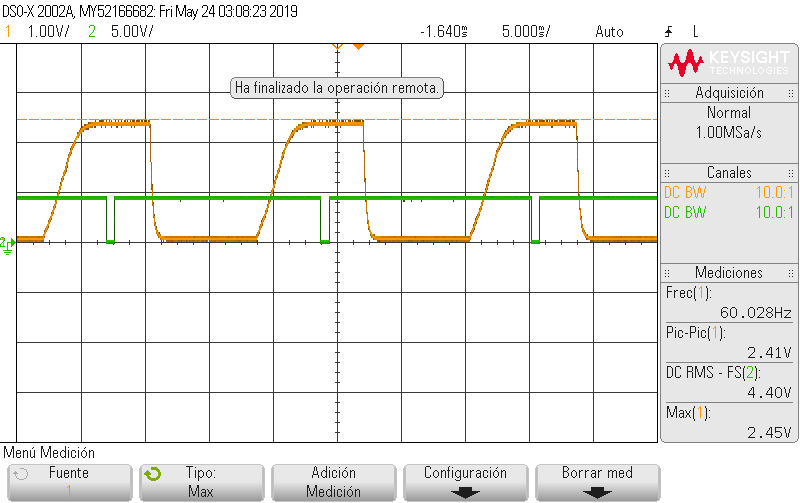 DSO-X 2002A, MY52166682: Fri May 24 03:08:23 2019
1 1.00V/ 2 5.00V/ -1.640ms 5.000ms/ Auto L
Ha finalizado la operación remota.
KEYSIGHT
TECHNOLOGIES
Adquisición
Normal
1.00MSa/s
Canales
DC BW 10.0:1
DC BW 10.0:1
Mediciones
Frec(1):
60.028Hz
Pic-Pic(1):
2.41V
DC RMS - FS(2):
4.40V
Max(1):
2.45V
2
Menú Medición
Fuente
1
Tipo:
Max
Adición
Medición
Configuración
Borrar med